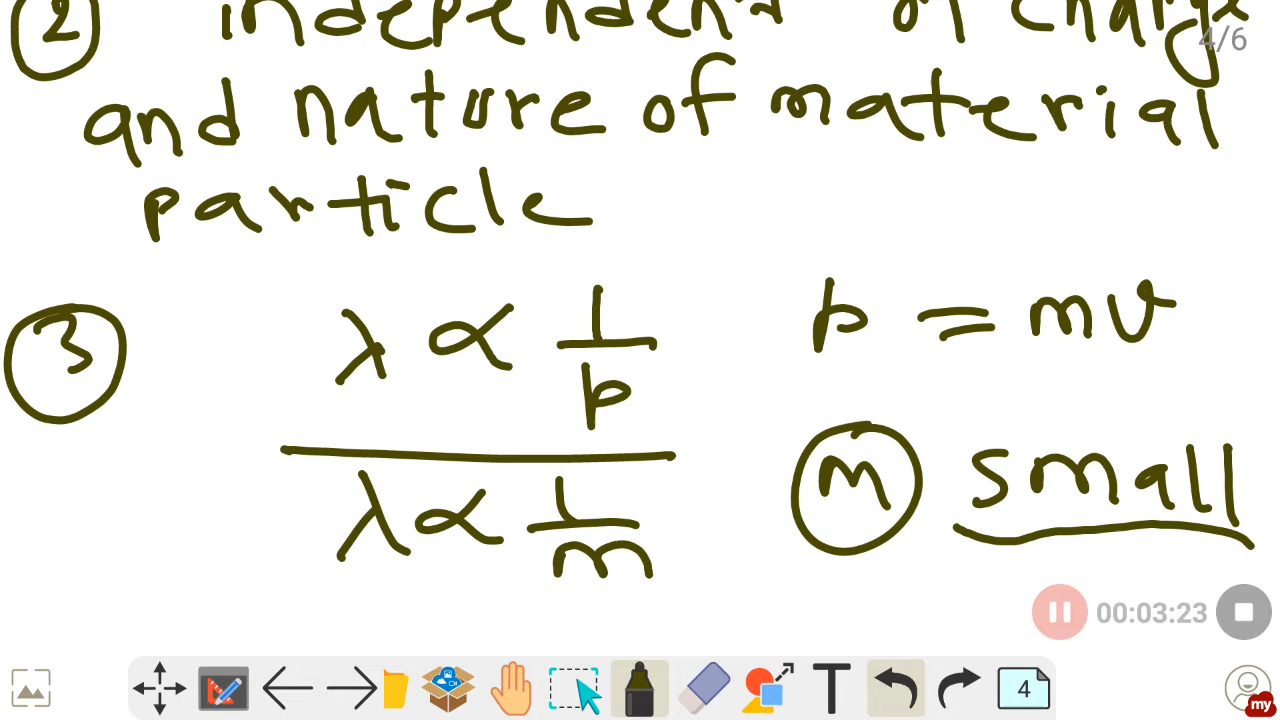 ② independent of charge
4/6
and nature of material
particle
③ λ ∝ 1/p p = mv
λ ∝ 1/m m small
00:03:23
T
4
my